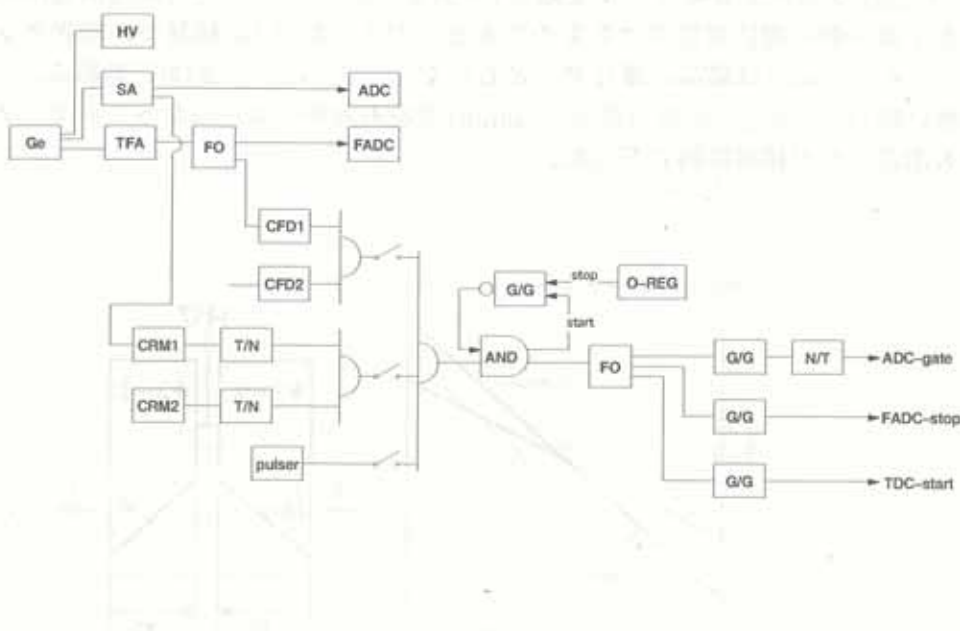 HV
SA
ADC
Ge
TFA
FO
FADC
CFD1
CFD2
G/G
stop
O-REG
start
CRM1
T/N
AND
FO
G/G
N/T
ADC-gate
CRM2
T/N
G/G
FADC-stop
pulser
G/G
TDC-start